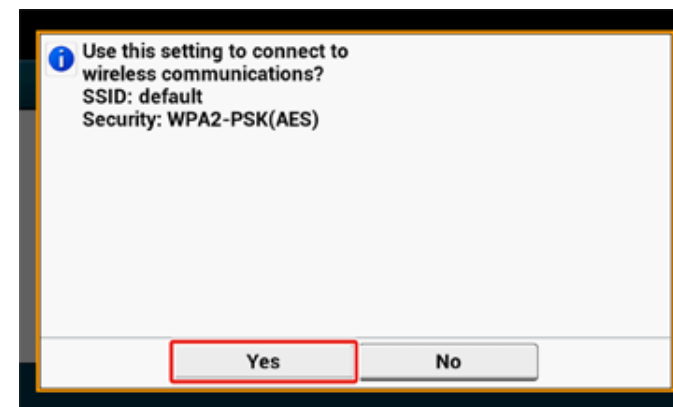 Use this setting to connect to
wireless communications?
SSID: default
Security: WPA2-PSK(AES)
Yes
No